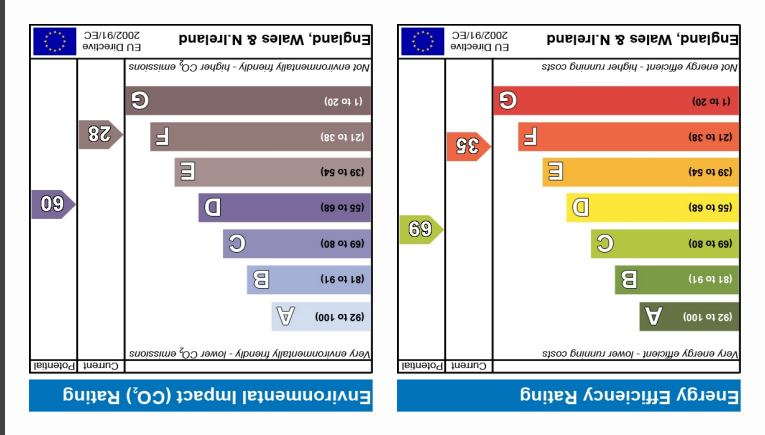 Energy Efficiency Rating
Current Potential
Very energy efficient - lower running costs
(92 to 100) A
(81 to 91) B
(69 to 80) C
69
(55 to 68) D
(39 to 54) E
35
(21 to 38) F
(1 to 20) G
Not energy efficient - higher running costs
England, Wales & N.Ireland
EU Directive
2002/91/EC
Environmental Impact (CO₂) Rating
Current Potential
Very environmentally friendly - lower CO₂ emissions
(92 to 100) A
(81 to 91) B
(69 to 80) C
(55 to 68) D
60
(39 to 54) E
(21 to 38) F
28
(1 to 20) G
Not environmentally friendly - higher CO₂ emissions
England, Wales & N.Ireland
EU Directive
2002/91/EC